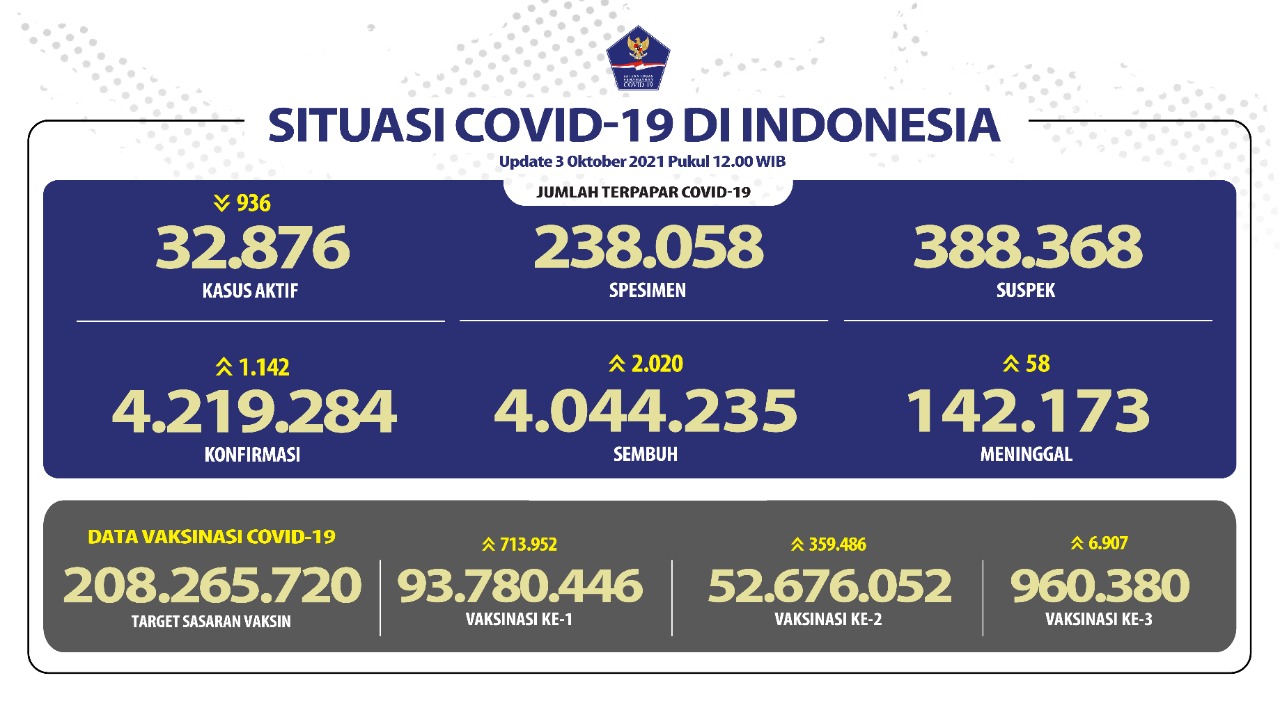 COVID-19
SITUASI COVID-19 DI INDONESIA
Update 3 Oktober 2021 Pukul 12.00 WIB
JUMLAH TERPAPAR COVID-19
936
32.876
KASUS AKTIF
238.058
SPESIMEN
388.368
SUSPEK
1.142
4.219.284
KONFIRMASI
2.020
4.044.235
SEMBUH
58
142.173
MENINGGAL
DATA VAKSINASI COVID-19
208.265.720
TARGET SASARAN VAKSIN
713.952
93.780.446
VAKSINASI KE-1
359.486
52.676.052
VAKSINASI KE-2
6.907
960.380
VAKSINASI KE-3